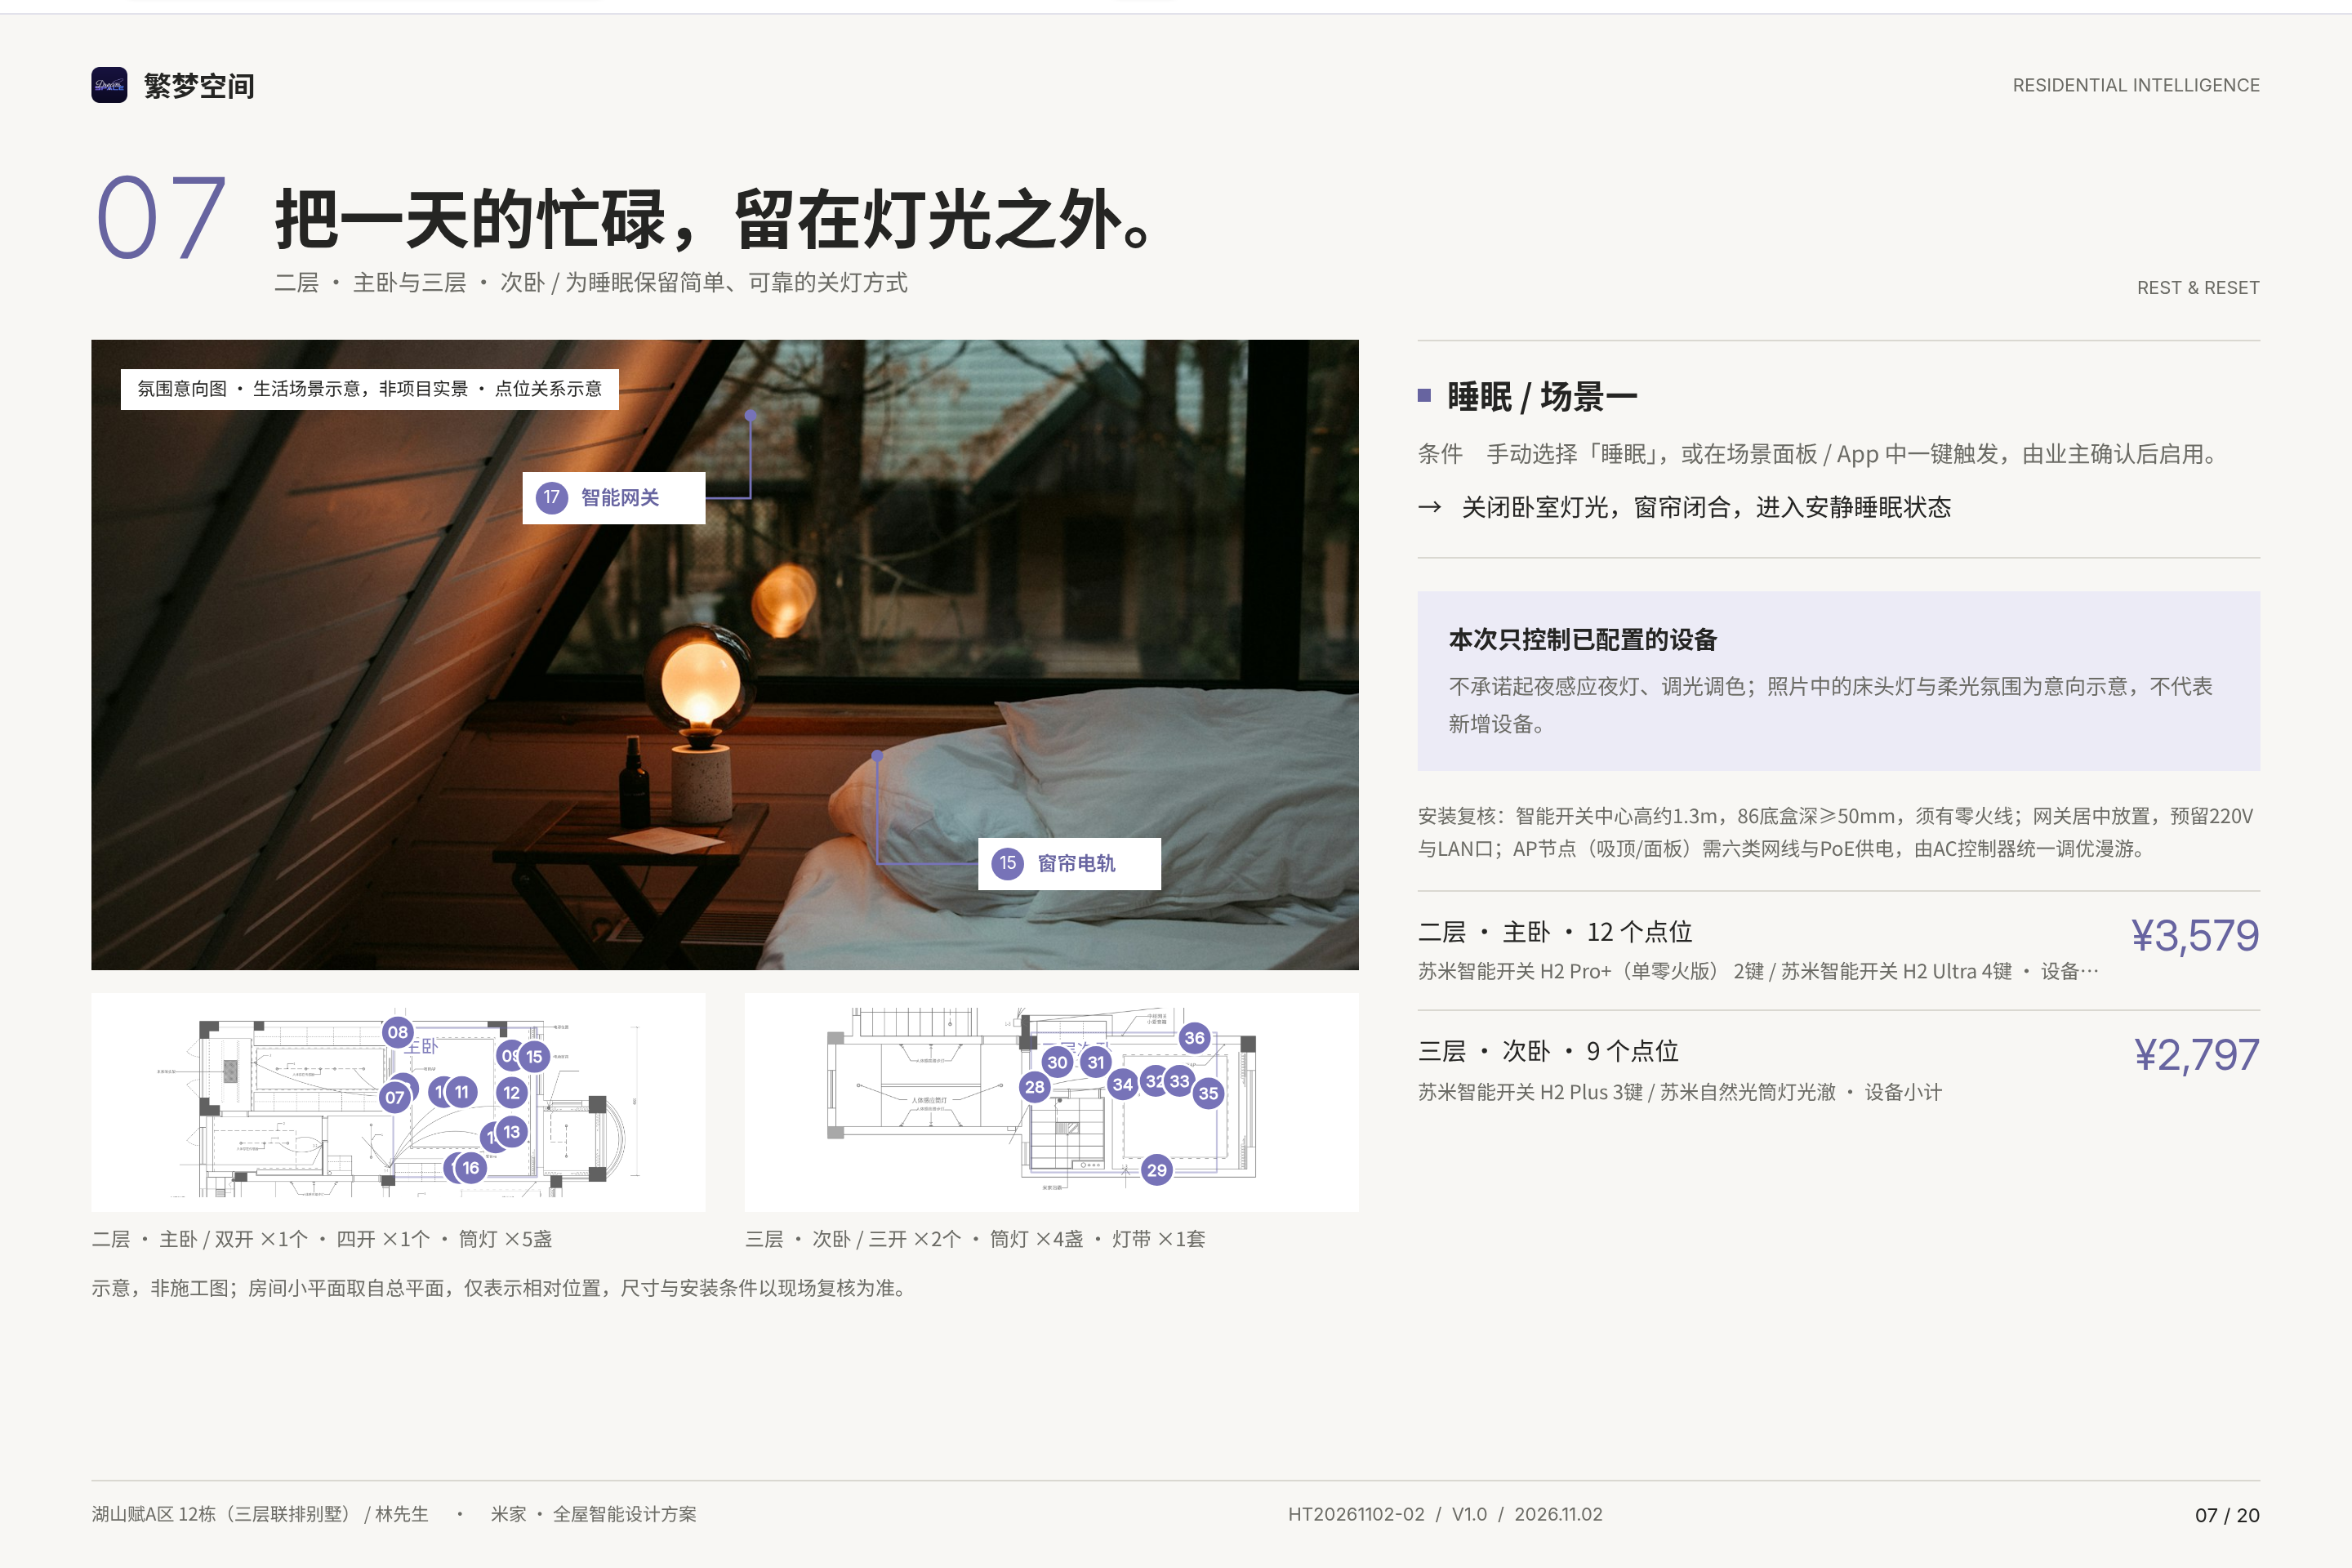 繁梦空间
RESIDENTIAL INTELLIGENCE
07
把一天的忙碌，留在灯光之外。
二层 · 主卧与三层 · 次卧 / 为睡眠保留简单、可靠的关灯方式
REST & RESET
氛围意向图 · 生活场景示意，非项目实景 · 点位关系示意
17 智能网关
15 窗帘电轨
睡眠 / 场景一
条件 手动选择「睡眠」，或在场景面板 / App 中一键触发，由业主确认后启用。
→ 关闭卧室灯光，窗帘闭合，进入安静睡眠状态
本次只控制已配置的设备
不承诺起夜感应夜灯、调光调色；照片中的床头灯与柔光氛围为意向示意，不代表
新增设备。
安装复核：智能开关中心高约1.3m，86底盒深≥50mm，须有零火线；网关居中放置，预留220V
与LAN口；AP节点（吸顶/面板）需六类网线与PoE供电，由AC控制器统一调优漫游。
二层 · 主卧 · 12 个点位
¥3,579
苏米智能开关 H2 Pro+（单零火版） 2键 / 苏米智能开关 H2 Ultra 4键 · 设备…
三层 · 次卧 · 9 个点位
¥2,797
苏米智能开关 H2 Plus 3键 / 苏米自然光筒灯光澈 · 设备小计
08
主卧
09
15
07
11
12
13
16
36
30
31
28
34
32
33
35
人体感应筒灯
29
二层 · 主卧 / 双开 ×1个 · 四开 ×1个 · 筒灯 ×5盏
三层 · 次卧 / 三开 ×2个 · 筒灯 ×4盏 · 灯带 ×1套
示意，非施工图；房间小平面取自总平面，仅表示相对位置，尺寸与安装条件以现场复核为准。
湖山赋A区 12栋（三层联排别墅） / 林先生 · 米家 · 全屋智能设计方案
HT20261102-02 / V1.0 / 2026.11.02
07 / 20